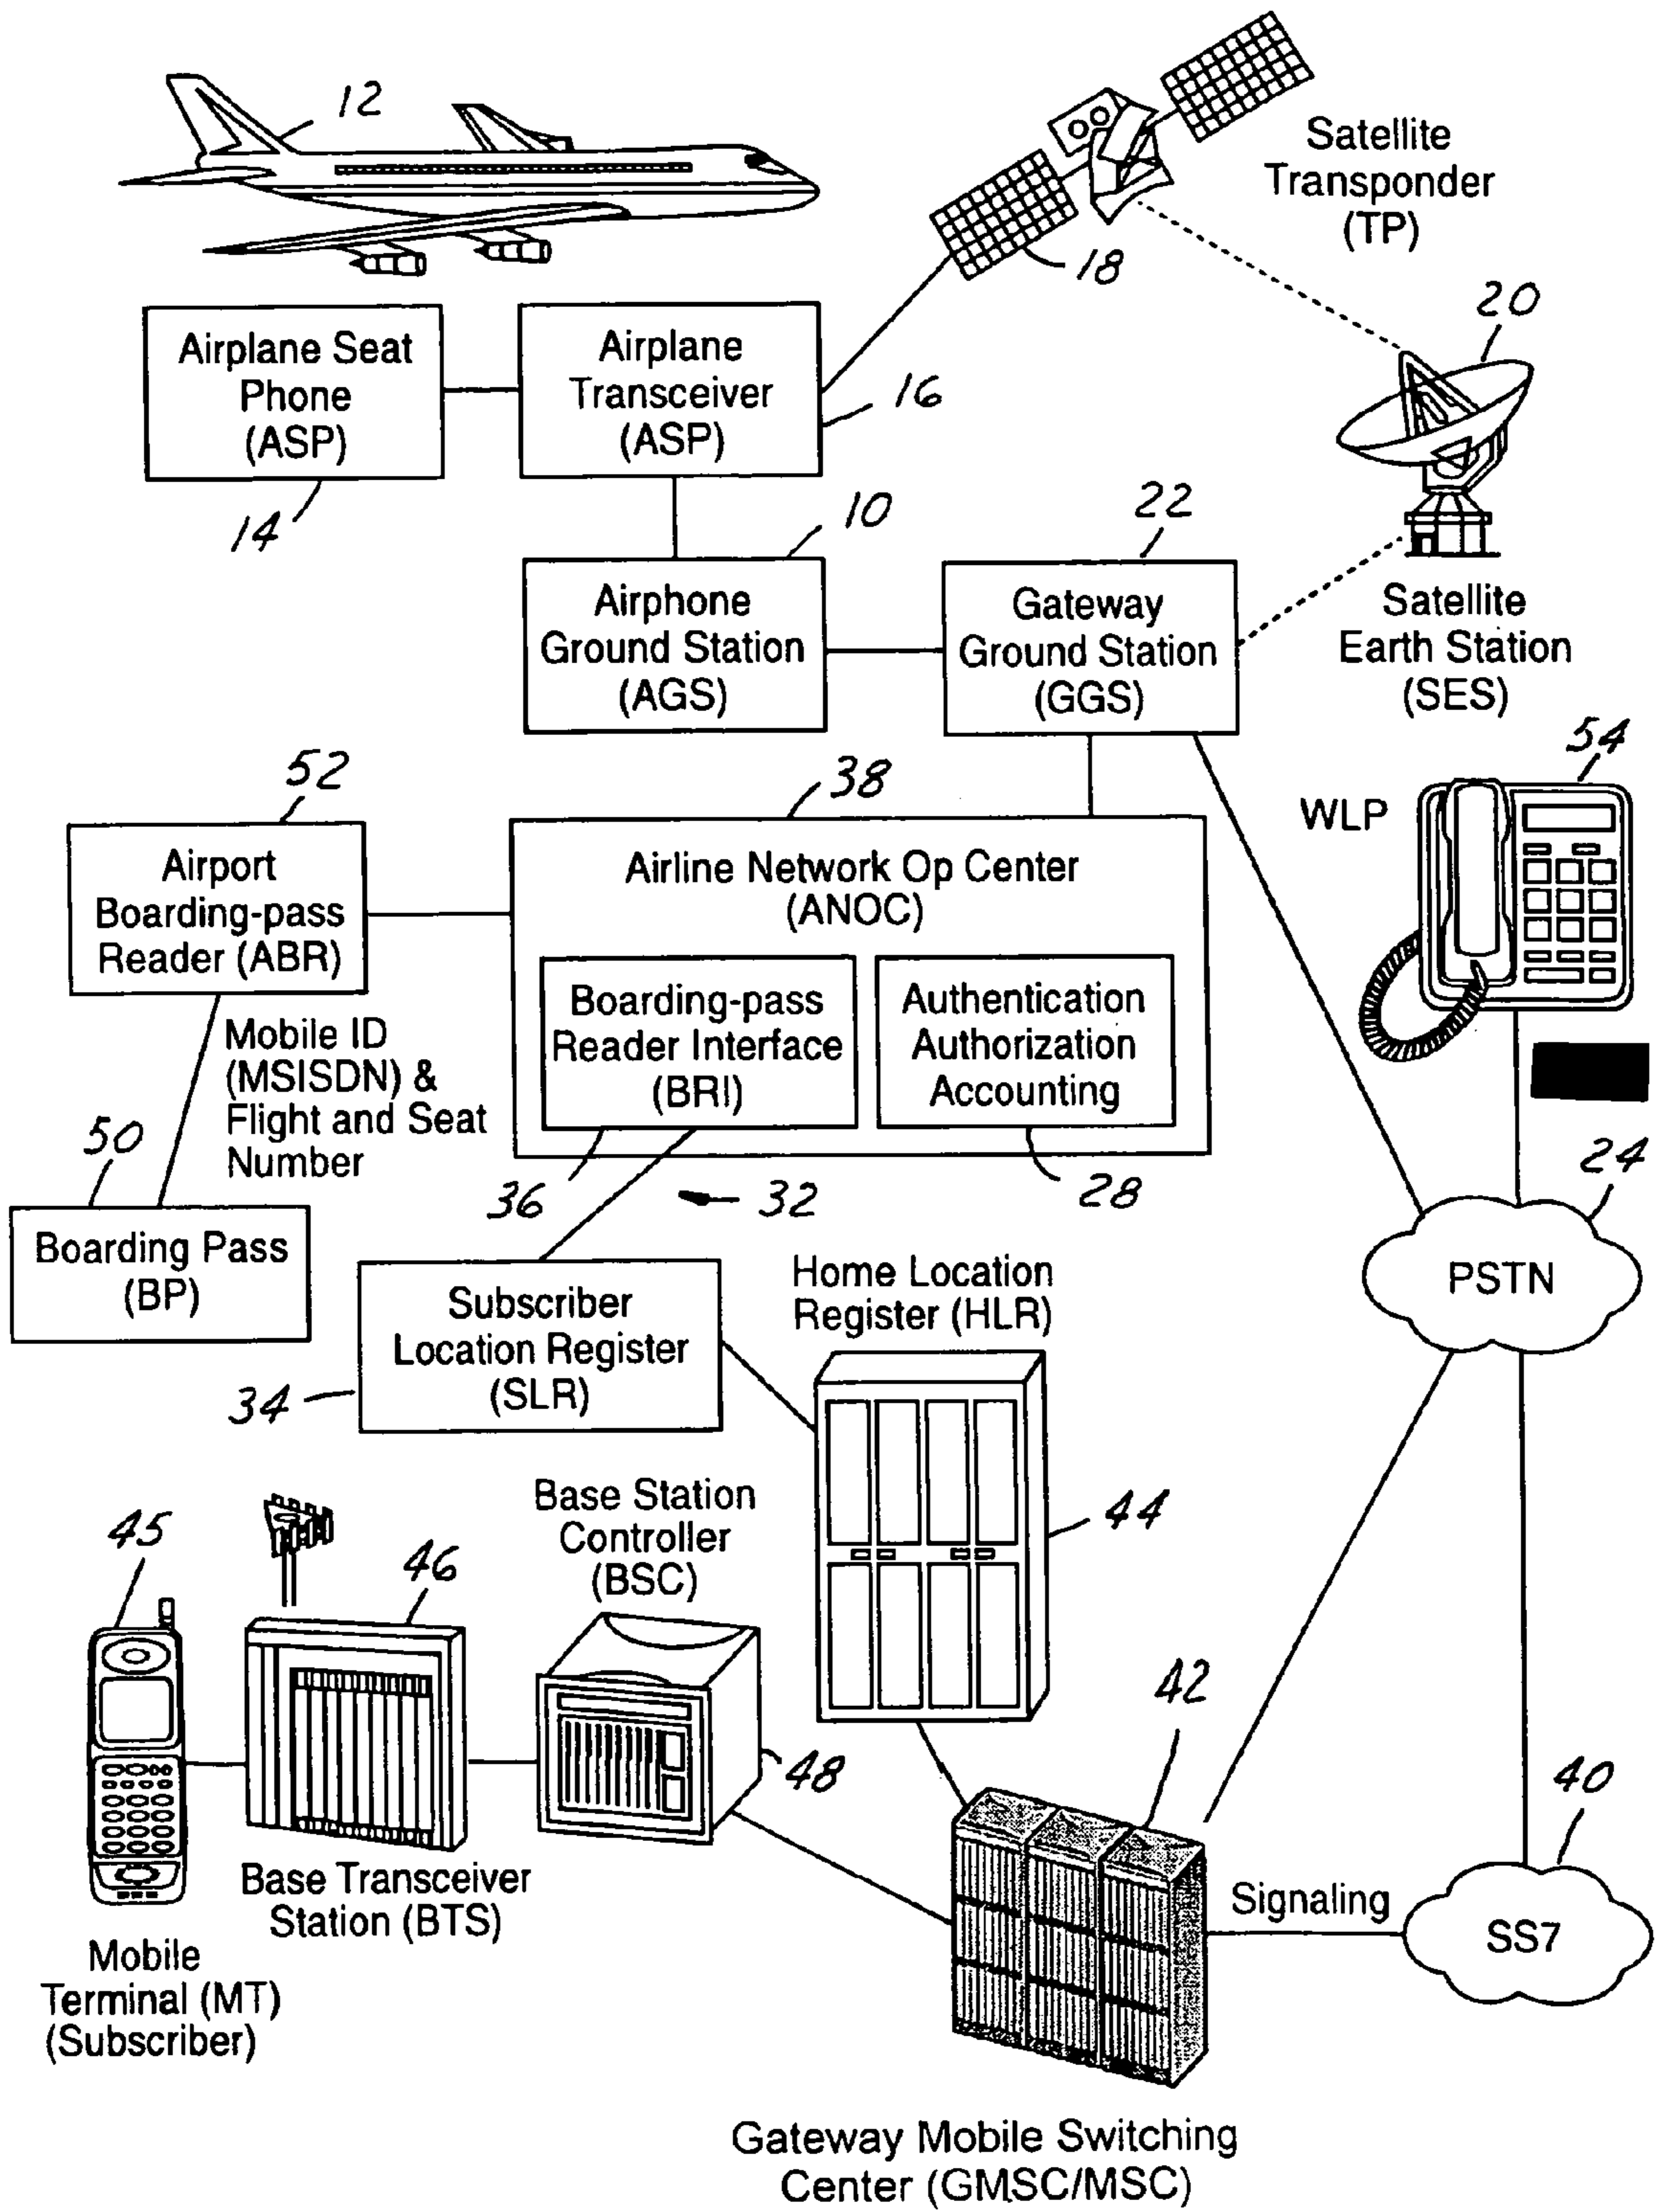 12
Satellite
Transponder
(TP)
18
20
Airplane Seat
Phone
(ASP)
14
Airplane
Transceiver
(ASP)
16
10
22
Airphone
Ground Station
(AGS)
Gateway
Ground Station
(GGS)
Satellite
Earth Station
(SES)
52
38
54
WLP
Airport
Boarding-pass
Reader (ABR)
Airline Network Op Center
(ANOC)
Boarding-pass
Reader Interface
(BRI)
Authentication
Authorization
Accounting
Mobile ID
(MSISDN) &
Flight and Seat
Number
50
36
32
28
24
Boarding Pass
(BP)
PSTN
Subscriber
Location Register
(SLR)
34
Home Location
Register (HLR)
44
Base Station
Controller
(BSC)
45
46
48
42
40
Base Transceiver
Station (BTS)
Mobile
Terminal (MT)
(Subscriber)
Signaling
SS7
Gateway Mobile Switching
Center (GMSC/MSC)